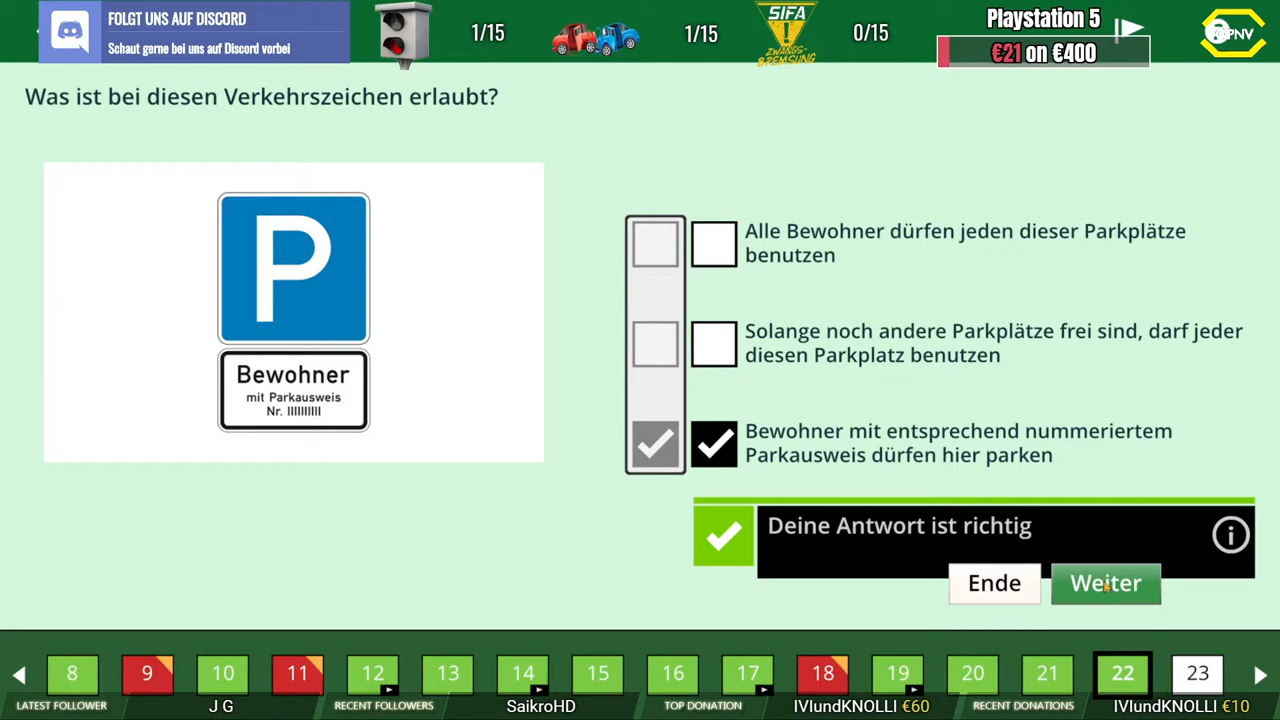 FOLGT UNS AUF DISCORD
Schaut gerne bei uns auf Discord vorbei
1/15
1/15
SIFA
ZWANGS-
BREMSUNG
0/15
Playstation 5
€21 on €400
Was ist bei diesen Verkehrszeichen erlaubt?
P
Bewohner
mit Parkausweis
Nr. IIIIIIIII
Alle Bewohner dürfen jeden dieser Parkplätze
benutzen
Solange noch andere Parkplätze frei sind, darf jeder
diesen Parkplatz benutzen
Bewohner mit entsprechend nummeriertem
Parkausweis dürfen hier parken
Deine Antwort ist richtig
Ende
Weiter
8 9 10 11 12 13 14 15 16 17 18 19 20 21 22 23
LATEST FOLLOWER J G RECENT FOLLOWERS SaikroHD TOP DONATION IVIundKNOLLI €60 RECENT DONATIONS IVIundKNOLLI €10